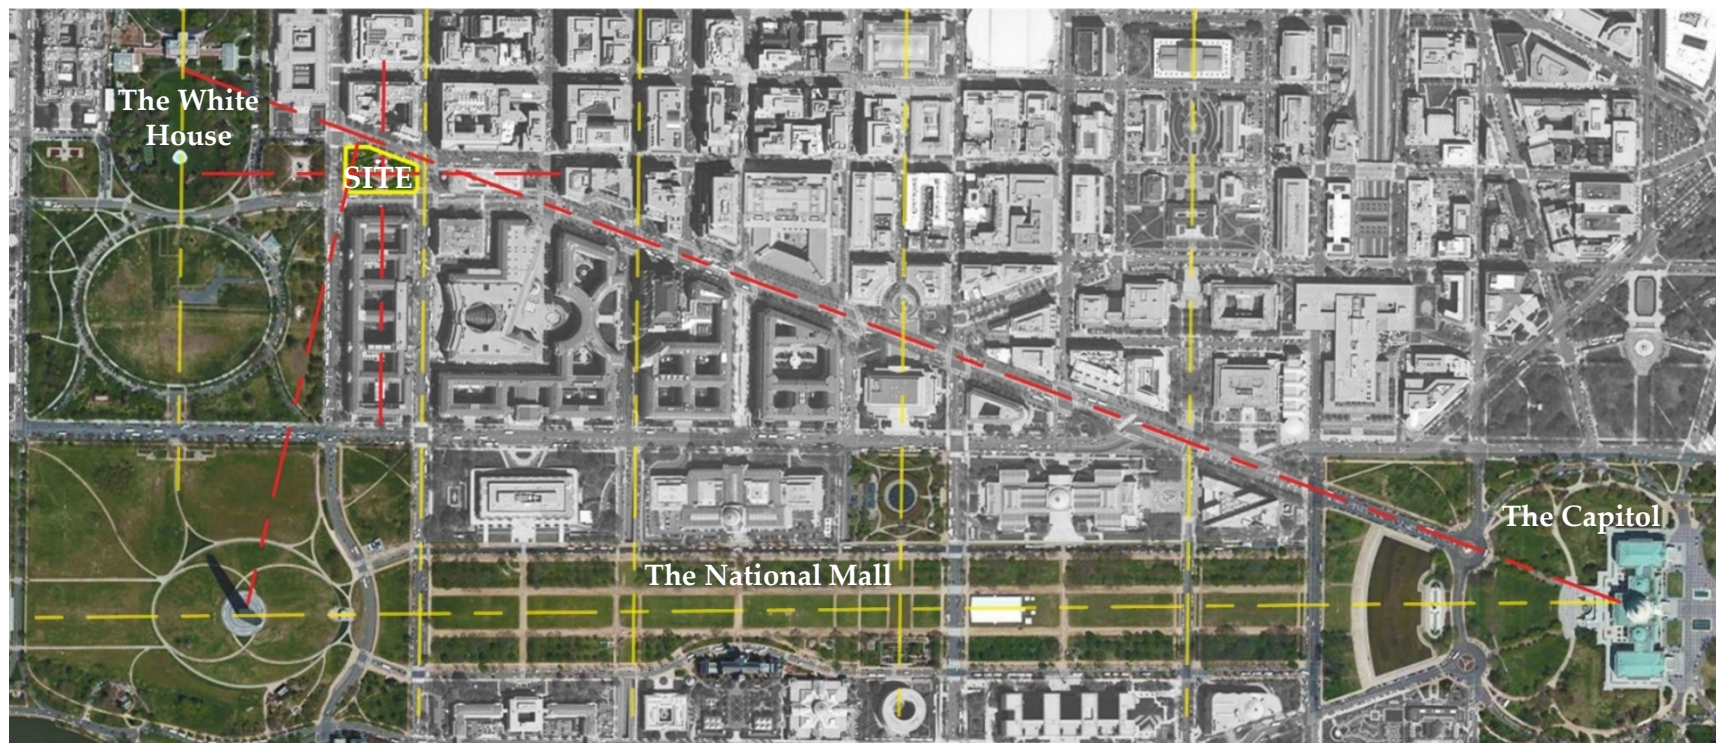 The White
House
SITE
The Capitol
The National Mall